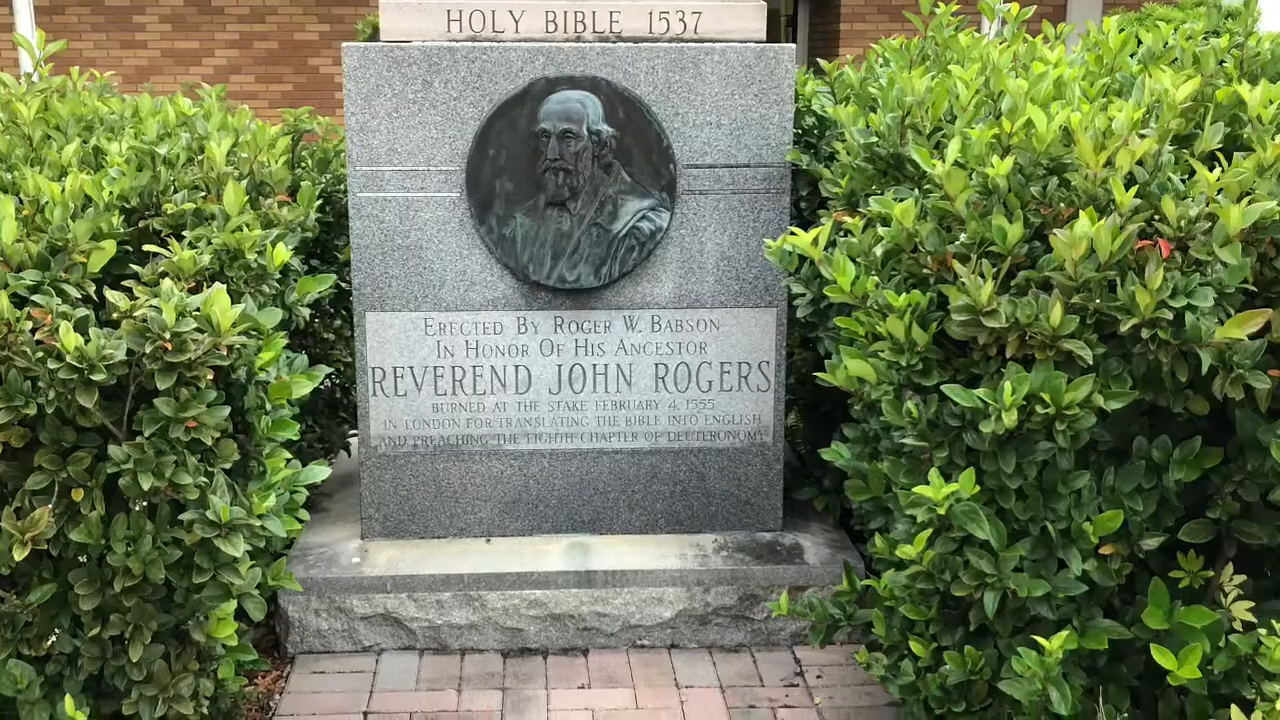 HOLY BIBLE 1537
ERECTED BY ROGER W. BABSON
IN HONOR OF HIS ANCESTOR
REVEREND JOHN ROGERS
BURNED AT THE STAKE FEBRUARY 4, 1555
IN LONDON FOR TRANSLATING THE BIBLE INTO ENGLISH
AND PREACHING THE EIGHTH CHAPTER OF DEUTERONOMY